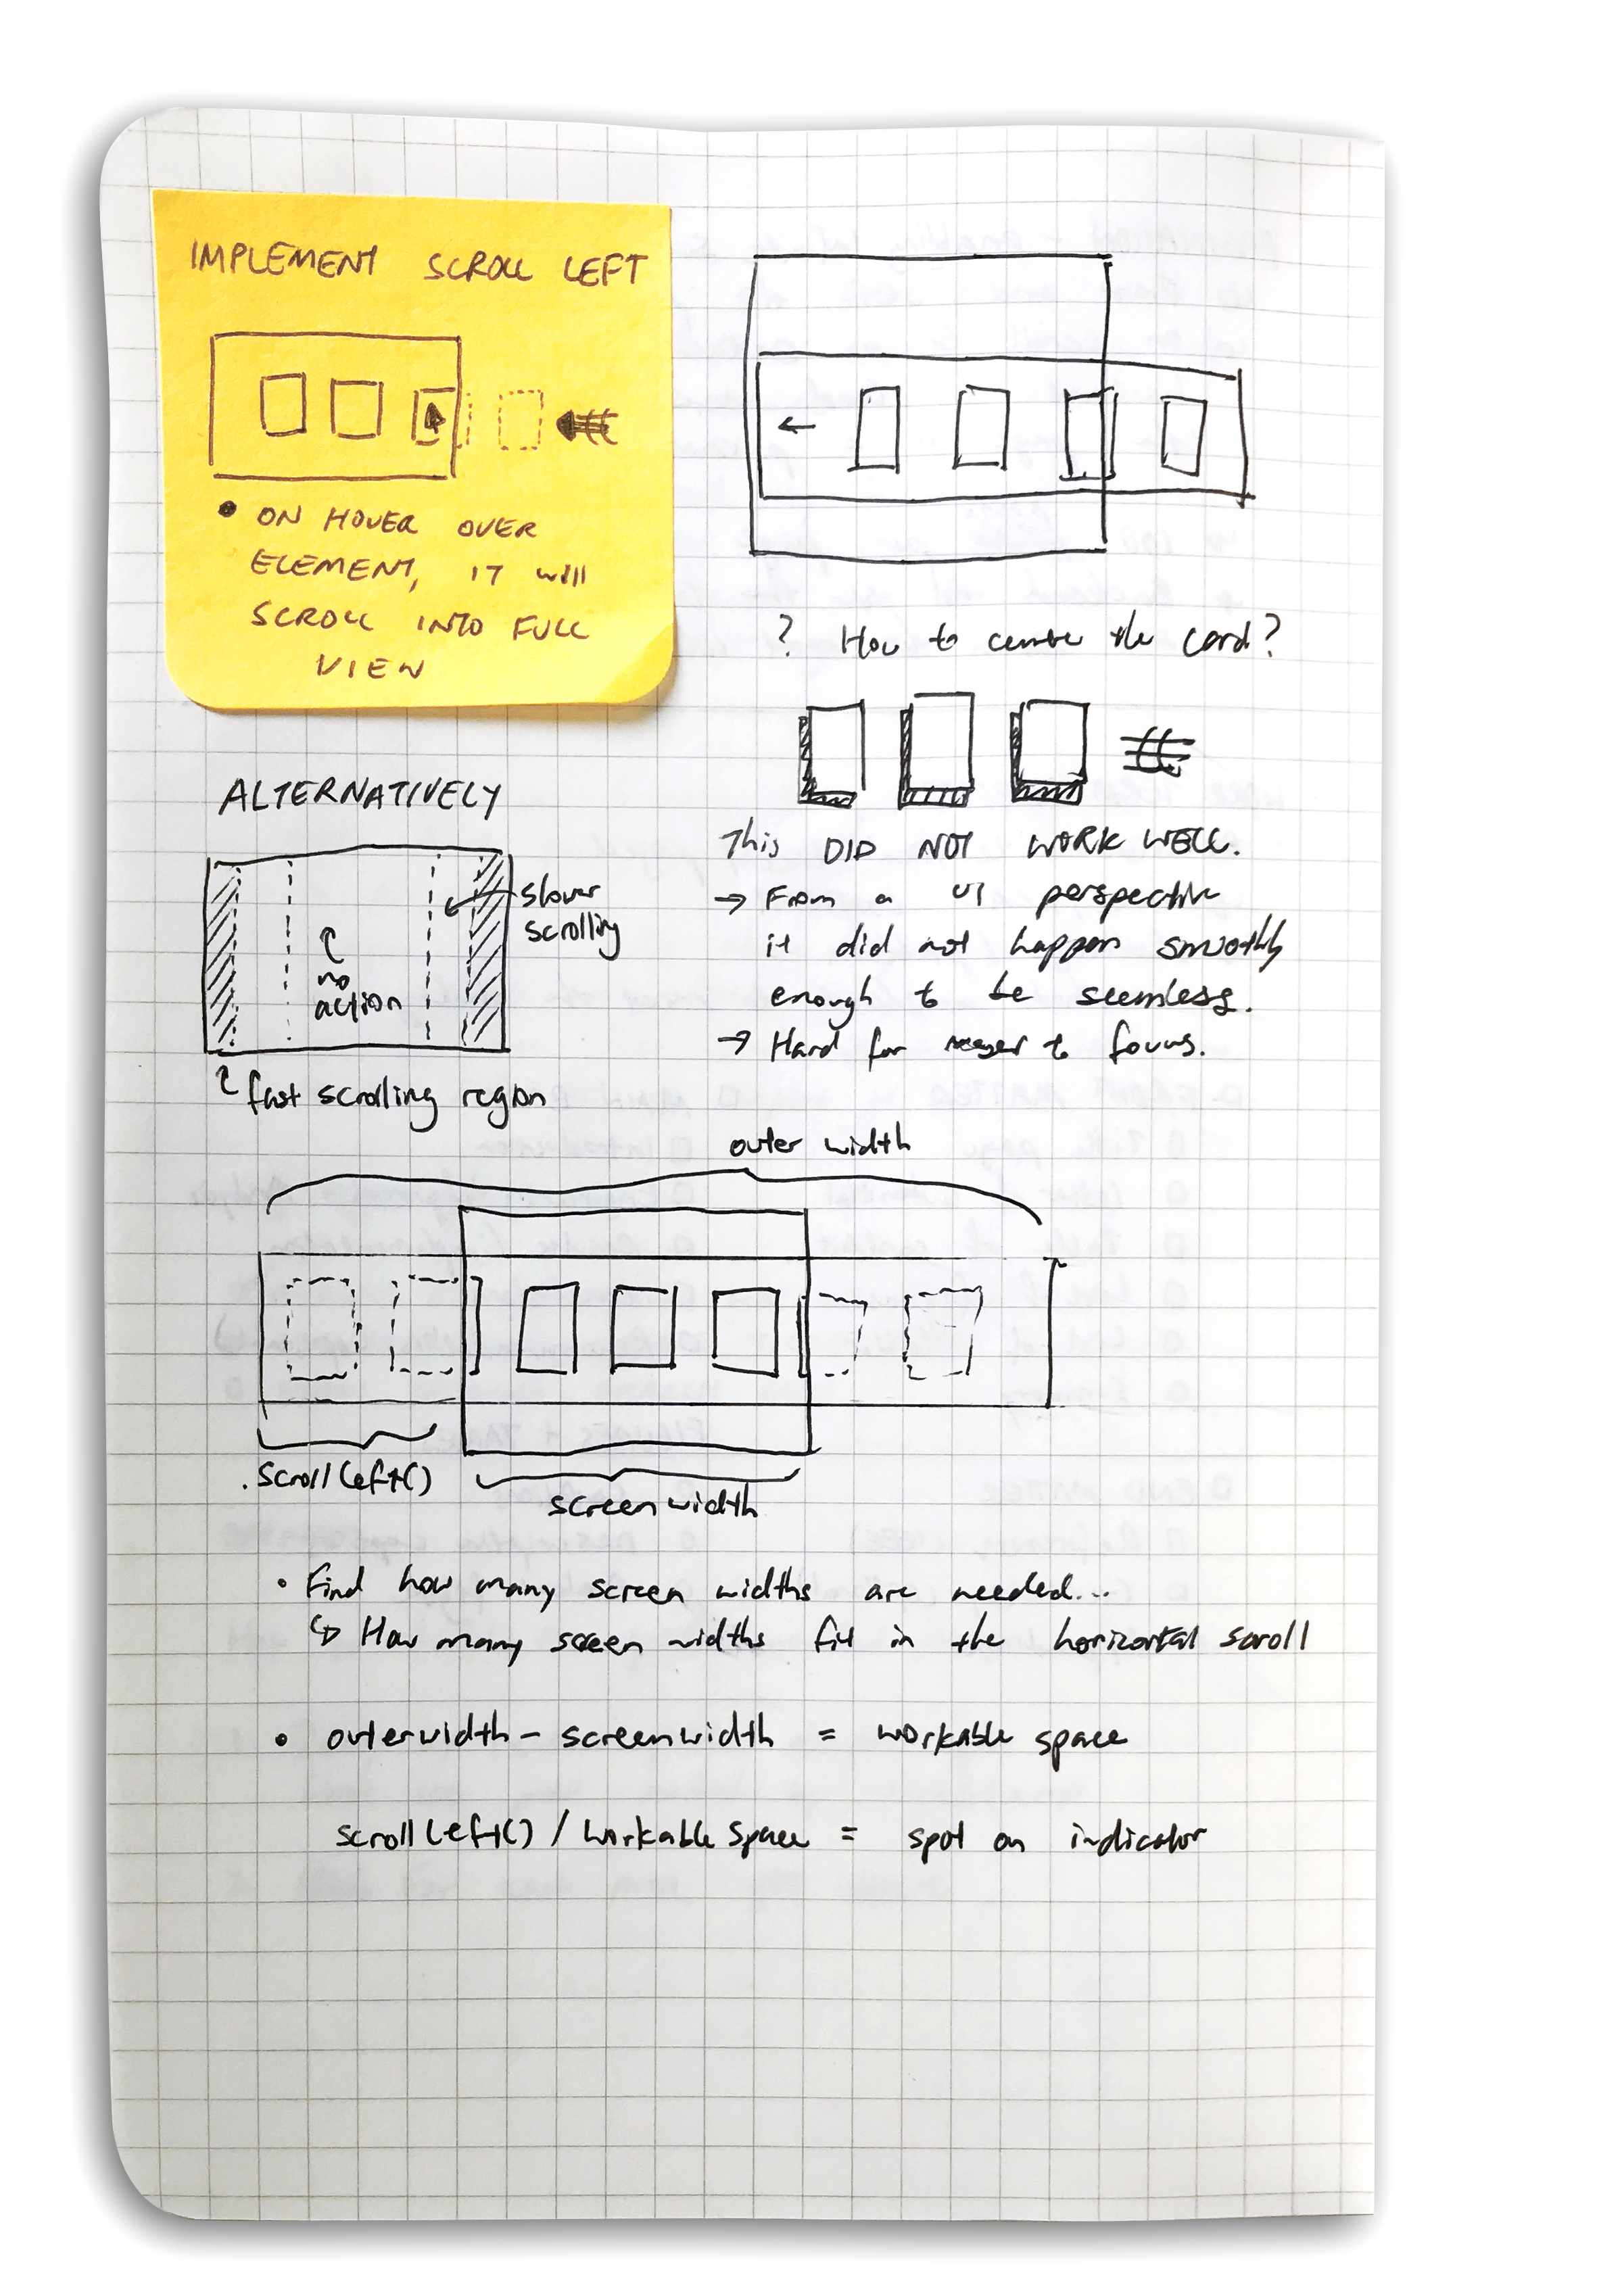 IMPLEMENT SCROLL LEFT
• ON HOVER OVER
ELEMENT, IT will
SCROLL INTO FULL
VIEW
? How to centre the card?
This DID NOT WORK WELL.
→ From a UI perspective
it did not happen smoothly
enough to be seemless.
→ Hard for user to focus.
ALTERNATIVELY
slower
scrolling
no
action
fast scrolling region
outer width
.scrollLeft()
screen width
• Find how many screen widths are needed...
↳ How many screen widths fit in the horizontal scroll
• outerwidth - screenwidth = workable space
scrollLeft() / workable space = spot on indicator